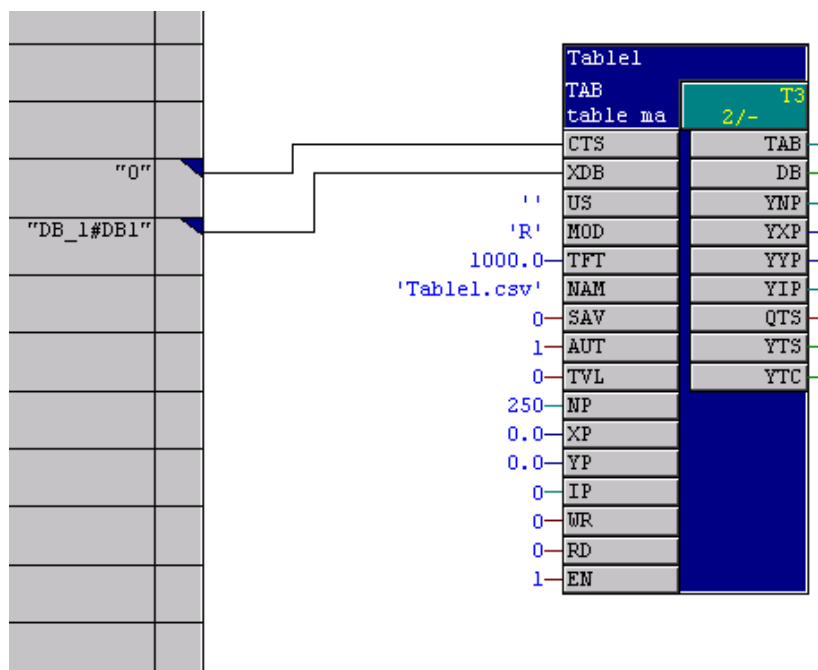 Table1
TAB T3
table ma 2/-
CTS TAB
"0" XDB DB
'' US YNP
"DB_1#DB1" 'R' MOD YXP
1000.0 TFT YYP
'Table1.csv' NAM YIP
0 SAV QTS
1 AUT YTS
0 TVL YTC
250 NP
0.0 XP
0.0 YP
0 IP
0 WR
0 RD
1 EN